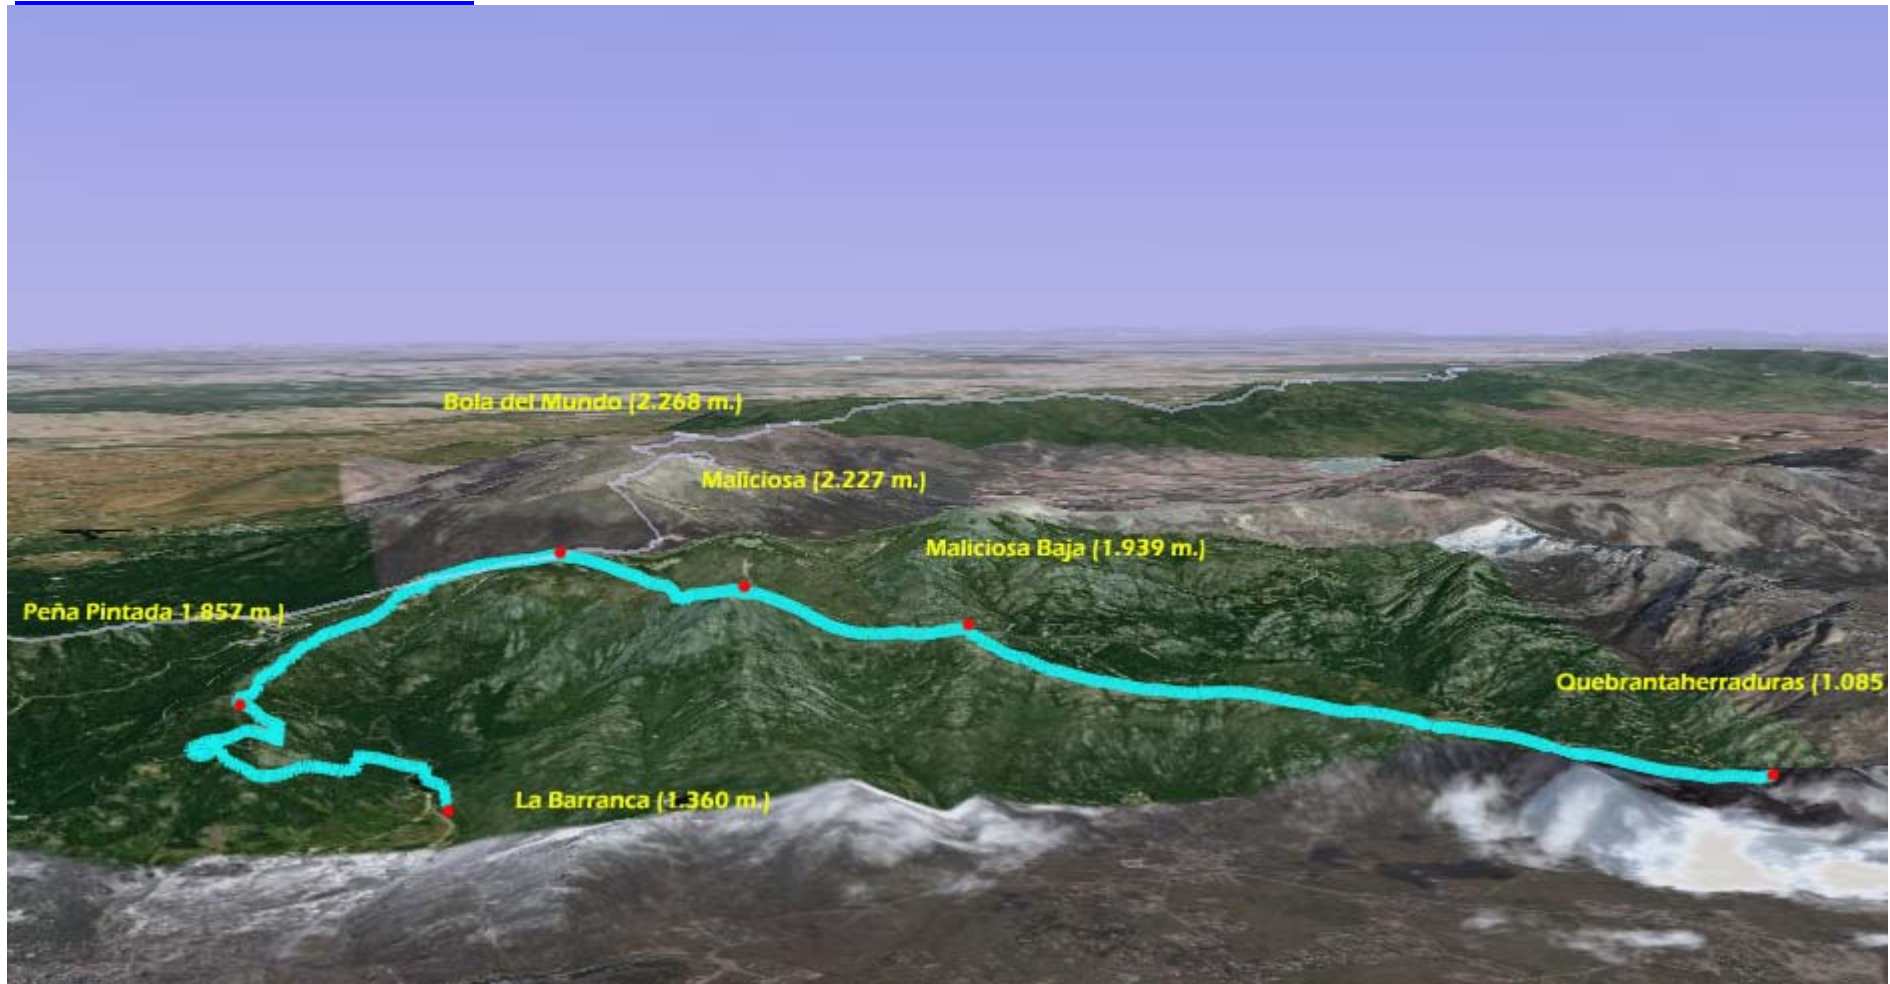 Bola del Mundo (2.268 m.)
Maliciosa (2.227 m.)
Maliciosa Baja (1.939 m.)
Peña Pintada 1.857 m.)
Quebrantaherraduras (1.085
La Barranca (1.360 m.)